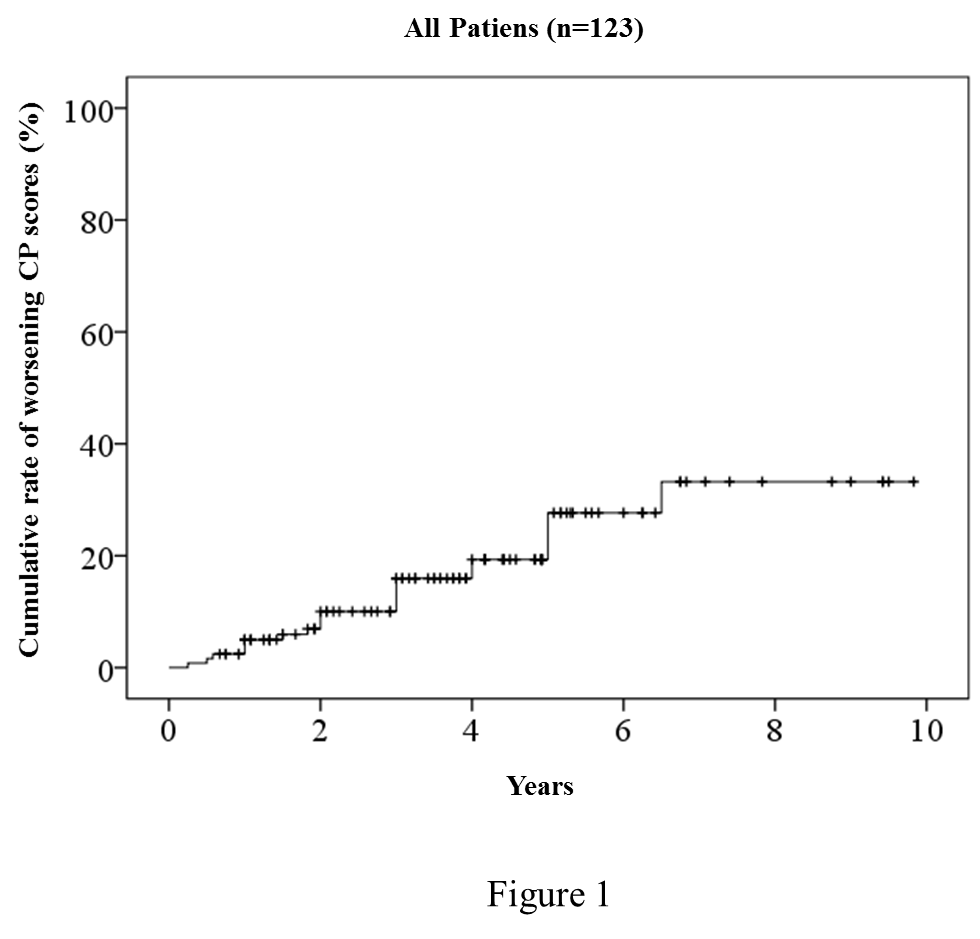 All Patiens (n=123)
Cumulative rate of worsening CP scores (%)
100
80
60
40
20
0
0 2 4 6 8 10
Years
Figure 1